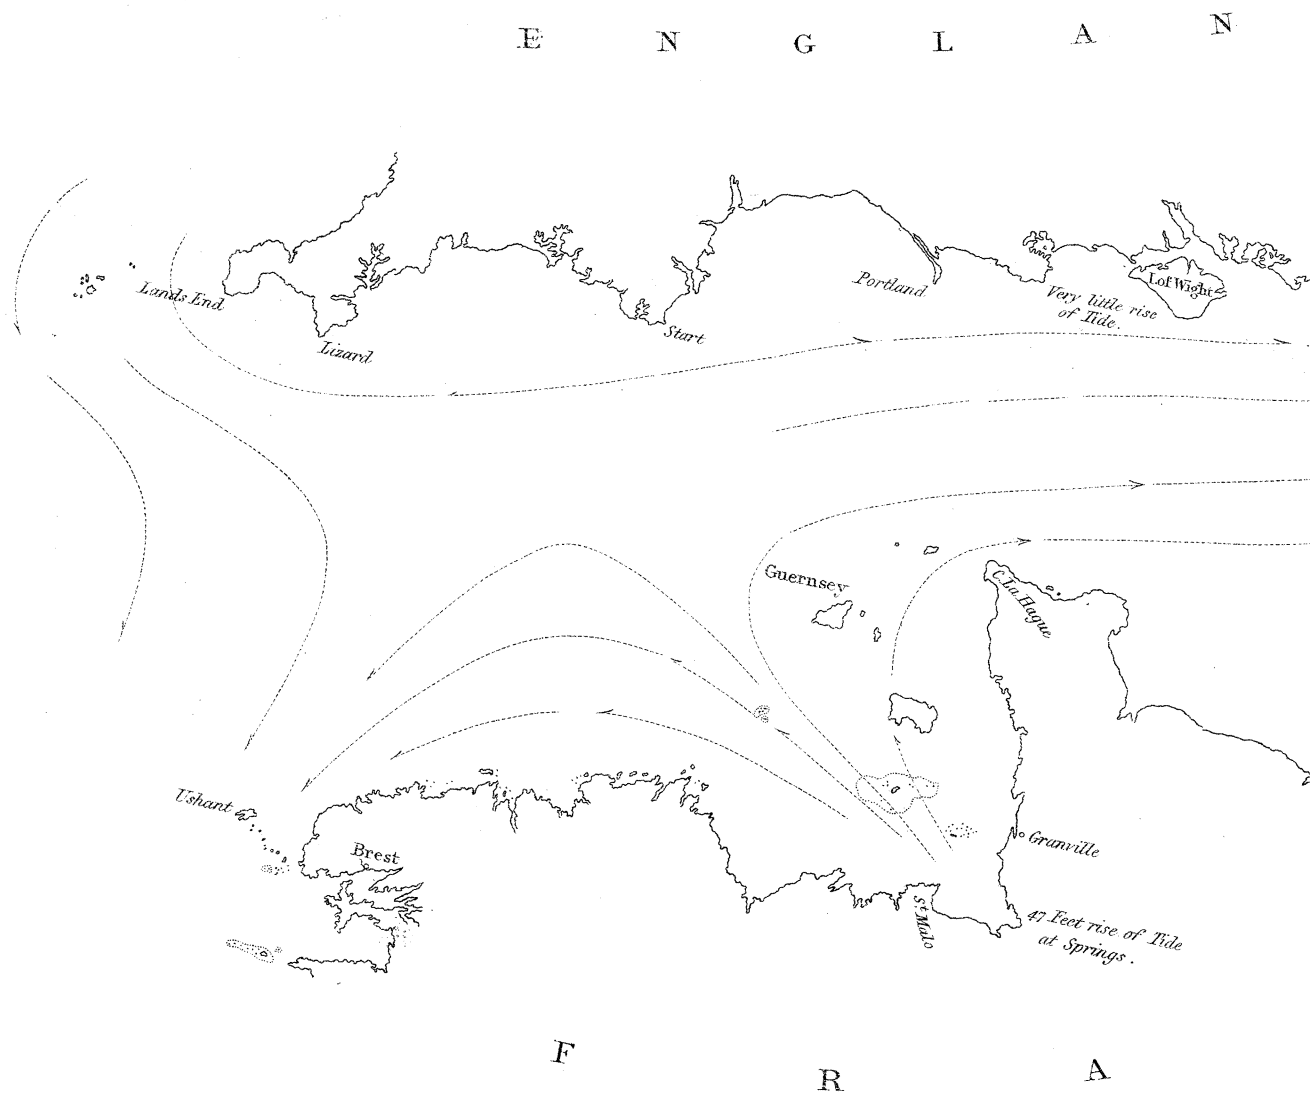 E N G L A N
Lands End
Lizard
Start
Portland
Very little rise
of Tide.
I.of Wight
Guernsey
C. La Hague
Ushant
Brest
Granville
St. Malo
47 Feet rise of Tide
at Springs.
F R A